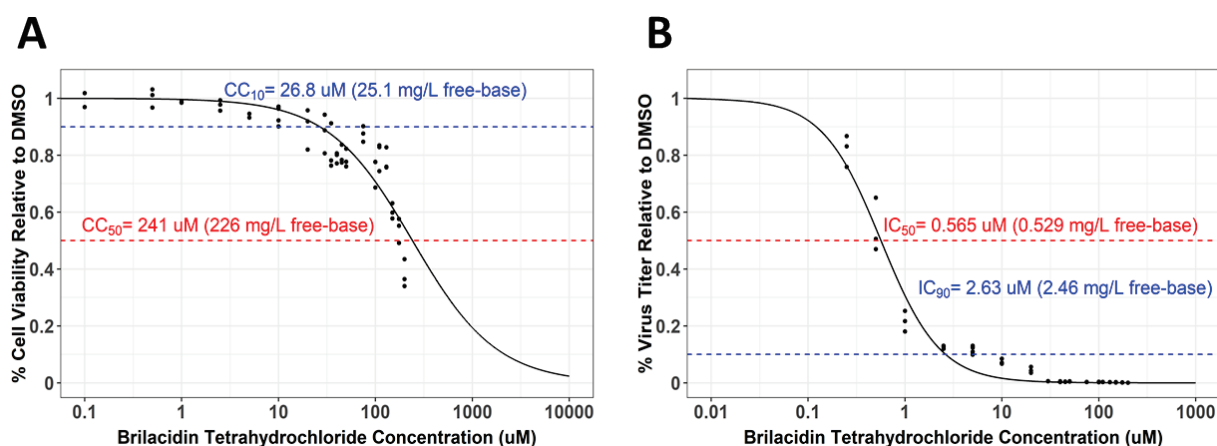 A
% Cell Viability Relative to DMSO
1
0.8
0.6
0.4
0.2
0
CC10= 26.8 uM (25.1 mg/L free-base)
CC50= 241 uM (226 mg/L free-base)
0.1 1 10 100 1000 10000
Brilacidin Tetrahydrochloride Concentration (uM)
B
% Virus Titer Relative to DMSO
1
0.8
0.6
0.4
0.2
0
IC50= 0.565 uM (0.529 mg/L free-base)
IC90= 2.63 uM (2.46 mg/L free-base)
0.01 0.1 1 10 100 1000
Brilacidin Tetrahydrochloride Concentration (uM)